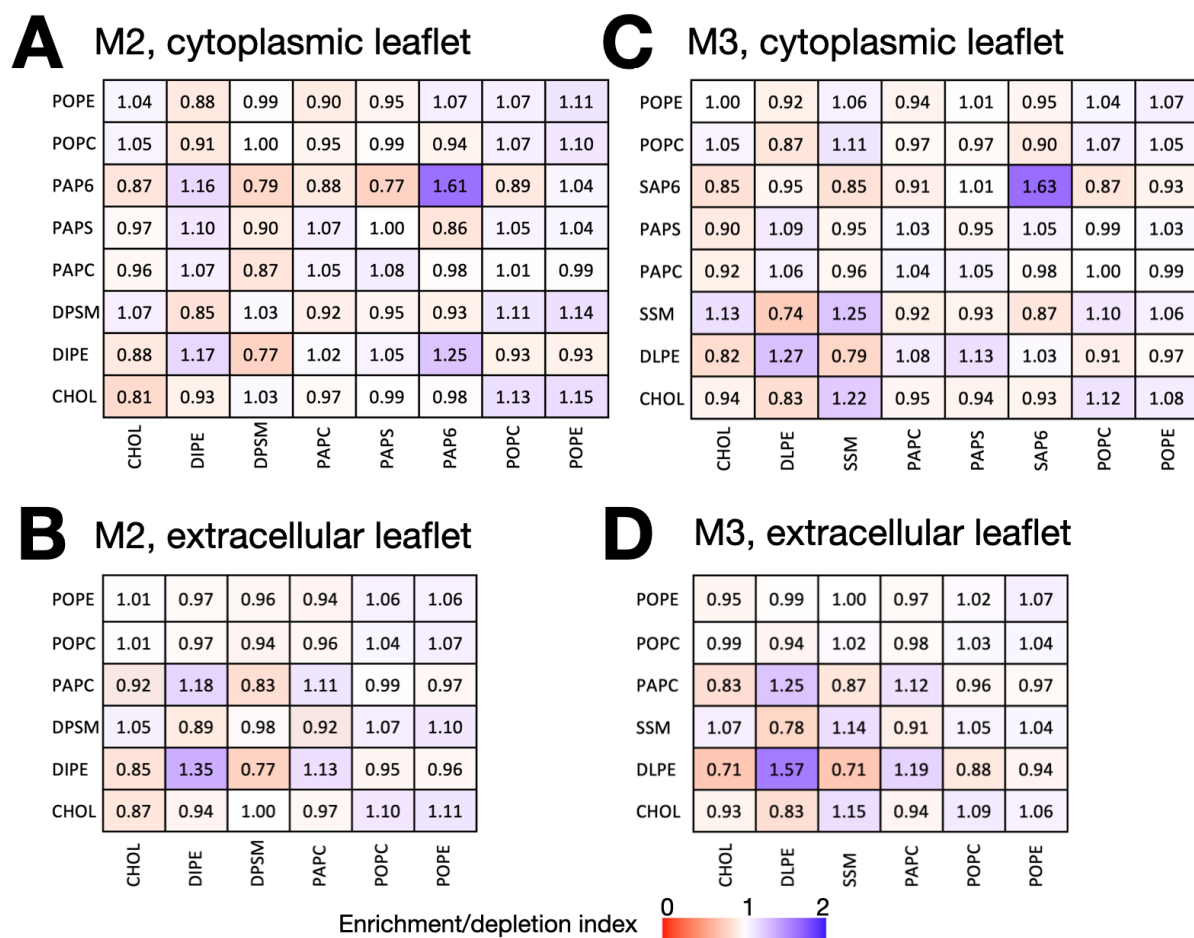 A M2, cytoplasmic leaflet
POPE 1.04 0.88 0.99 0.90 0.95 1.07 1.07 1.11
POPC 1.05 0.91 1.00 0.95 0.99 0.94 1.07 1.10
PAP6 0.87 1.16 0.79 0.88 0.77 1.61 0.89 1.04
PAPS 0.97 1.10 0.90 1.07 1.00 0.86 1.05 1.04
PAPC 0.96 1.07 0.87 1.05 1.08 0.98 1.01 0.99
DPSM 1.07 0.85 1.03 0.92 0.95 0.93 1.11 1.14
DIPE 0.88 1.17 0.77 1.02 1.05 1.25 0.93 0.93
CHOL 0.81 0.93 1.03 0.97 0.99 0.98 1.13 1.15
CHOL DIPE DPSM PAPC PAPS PAP6 POPC POPE
C M3, cytoplasmic leaflet
POPE 1.00 0.92 1.06 0.94 1.01 0.95 1.04 1.07
POPC 1.05 0.87 1.11 0.97 0.97 0.90 1.07 1.05
SAP6 0.85 0.95 0.85 0.91 1.01 1.63 0.87 0.93
PAPS 0.90 1.09 0.95 1.03 0.95 1.05 0.99 1.03
PAPC 0.92 1.06 0.96 1.04 1.05 0.98 1.00 0.99
SSM 1.13 0.74 1.25 0.92 0.93 0.87 1.10 1.06
DLPE 0.82 1.27 0.79 1.08 1.13 1.03 0.91 0.97
CHOL 0.94 0.83 1.22 0.95 0.94 0.93 1.12 1.08
CHOL DLPE SSM PAPC PAPS SAP6 POPC POPE
B M2, extracellular leaflet
POPE 1.01 0.97 0.96 0.94 1.06 1.06
POPC 1.01 0.97 0.94 0.96 1.04 1.07
PAPC 0.92 1.18 0.83 1.11 0.99 0.97
DPSM 1.05 0.89 0.98 0.92 1.07 1.10
DIPE 0.85 1.35 0.77 1.13 0.95 0.96
CHOL 0.87 0.94 1.00 0.97 1.10 1.11
CHOL DIPE DPSM PAPC POPC POPE
D M3, extracellular leaflet
POPE 0.95 0.99 1.00 0.97 1.02 1.07
POPC 0.99 0.94 1.02 0.98 1.03 1.04
PAPC 0.83 1.25 0.87 1.12 0.96 0.97
SSM 1.07 0.78 1.14 0.91 1.05 1.04
DLPE 0.71 1.57 0.71 1.19 0.88 0.94
CHOL 0.93 0.83 1.15 0.94 1.09 1.06
CHOL DLPE SSM PAPC POPC POPE
0 1 2
Enrichment/depletion index